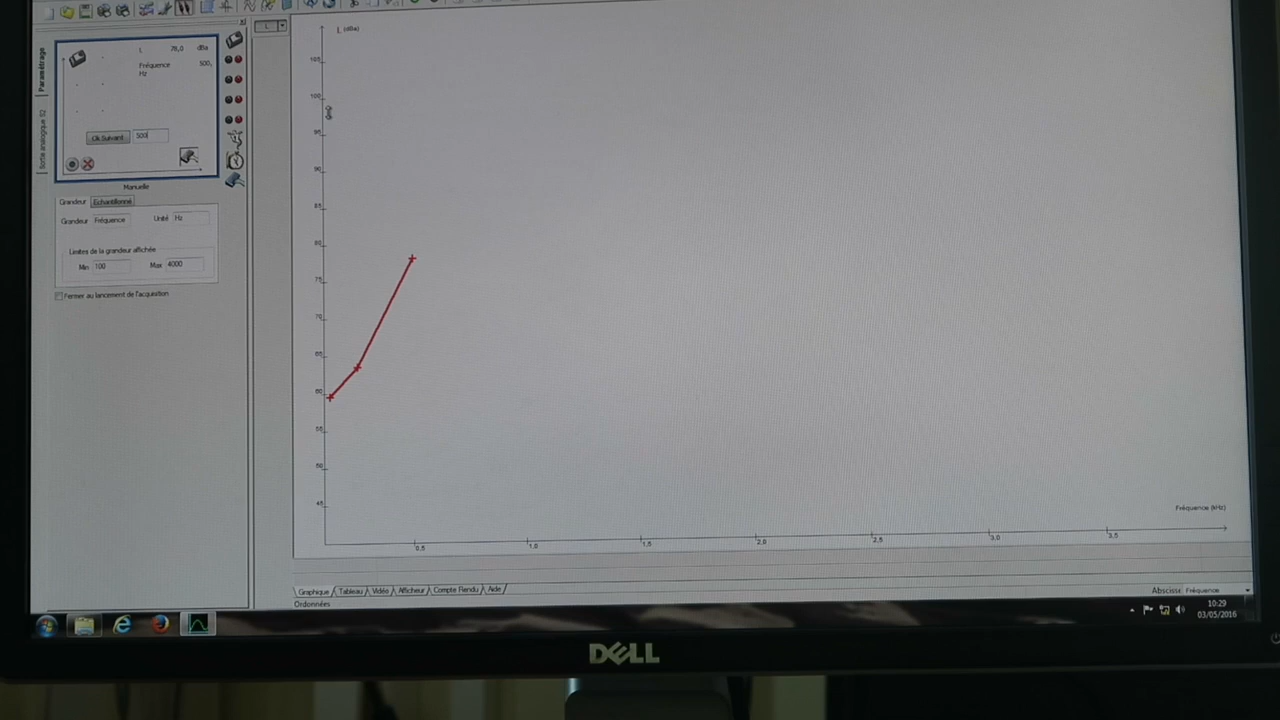 L 78,0 dBa
Fréquence 500,
Hz
Ok Suivant 500
Manuelle
Paramétrage
Sortie analogique S2
Grandeur Echantillonné
Grandeur Fréquence Unité Hz
Limites de la grandeur affichée
Min 100 Max 4000
Fermer au lancement de l'acquisition
L
L (dBa)
105
100
95
90
85
80
75
70
65
60
55
50
45
0,5 1,0 1,5 2,0 2,5 3,0 3,5
Fréquence (kHz)
Graphique Tableau Vidéo Afficheur Compte Rendu Aide
Ordonnées
Abscisse Fréquence
10:29
03/05/2016
DELL